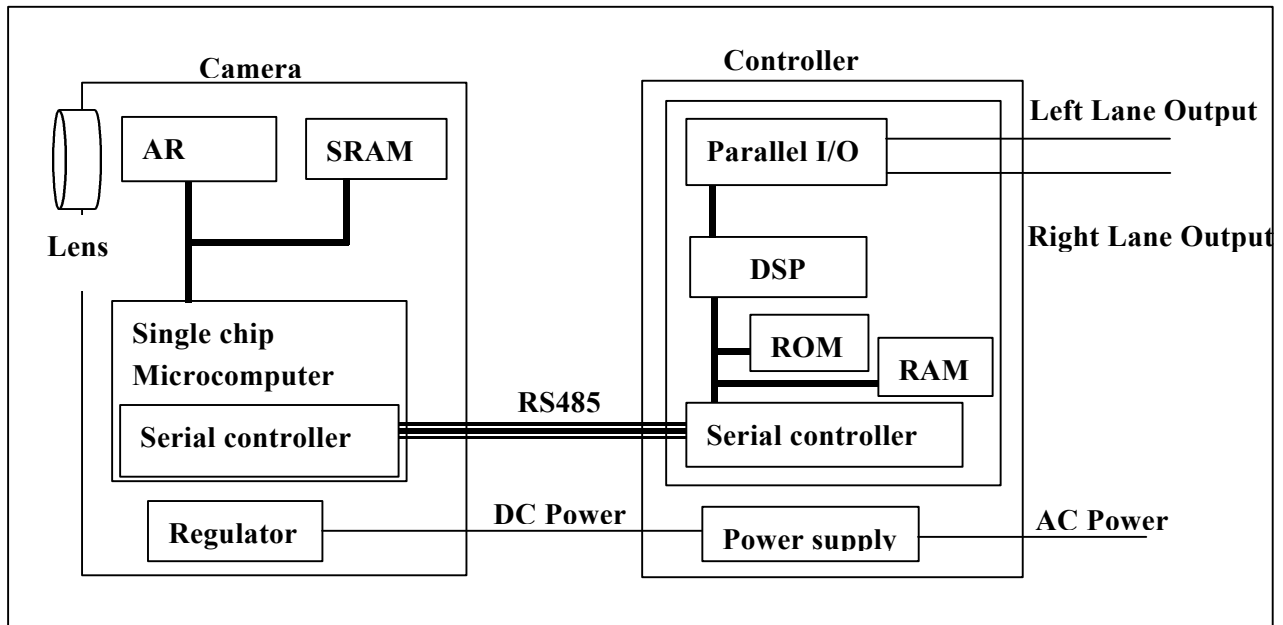 Camera
Controller
Lens
AR
SRAM
Single chip
Microcomputer
Serial controller
Regulator
RS485
DC Power
Parallel I/O
DSP
ROM
RAM
Serial controller
Power supply
Left Lane Output
Right Lane Output
AC Power